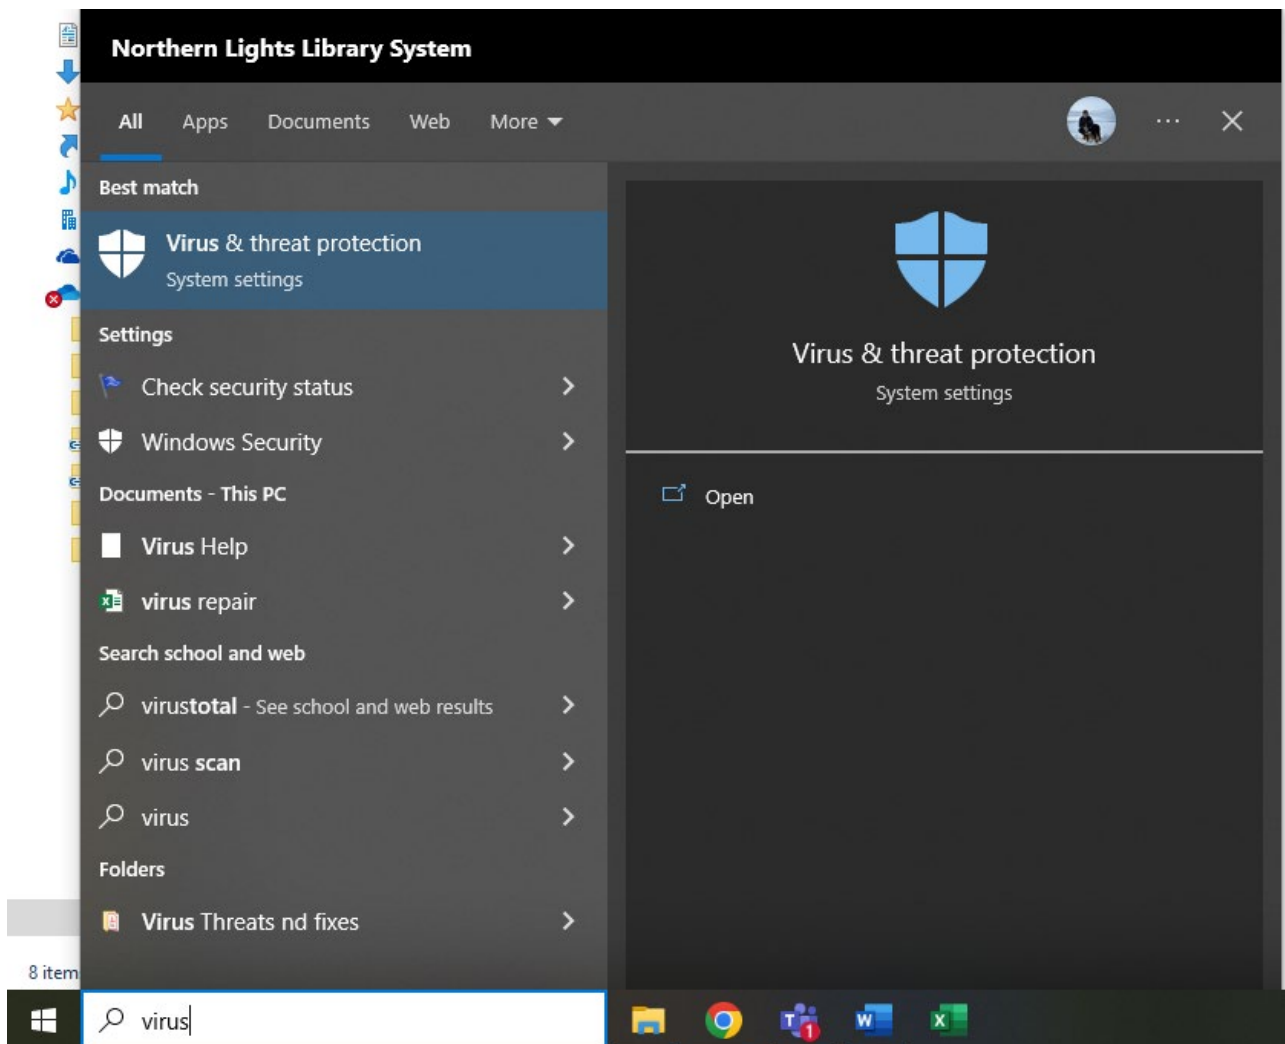 Northern Lights Library System
All Apps Documents Web More
Best match
Virus & threat protection
System settings
Settings
Check security status
Windows Security
Documents - This PC
Virus Help
virus repair
Search school and web
virustotal - See school and web results
virus scan
virus
Folders
Virus Threats nd fixes
Virus & threat protection
System settings
Open
8 item
virus
T 1
W
X